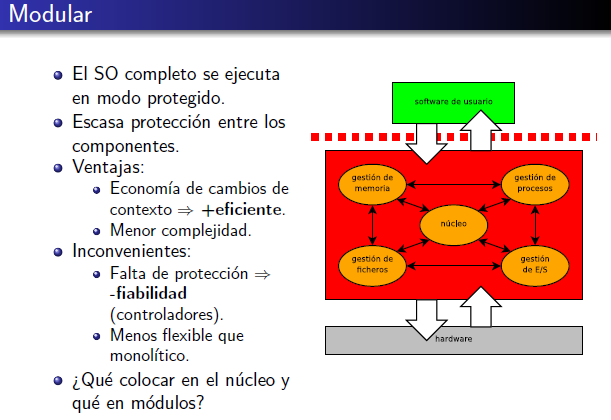 Modular
El SO completo se ejecuta
en modo protegido.
Escasa protección entre los
componentes.
Ventajas:
Economía de cambios de
contexto ⇒ +eficiente.
Menor complejidad.
Inconvenientes:
Falta de protección ⇒
-fiabilidad
(controladores).
Menos flexible que
monolítico.
¿Qué colocar en el núcleo y
qué en módulos?
software de usuario
gestión de
memoria
gestión de
procesos
núcleo
gestión de
ficheros
gestión
de E/S
hardware